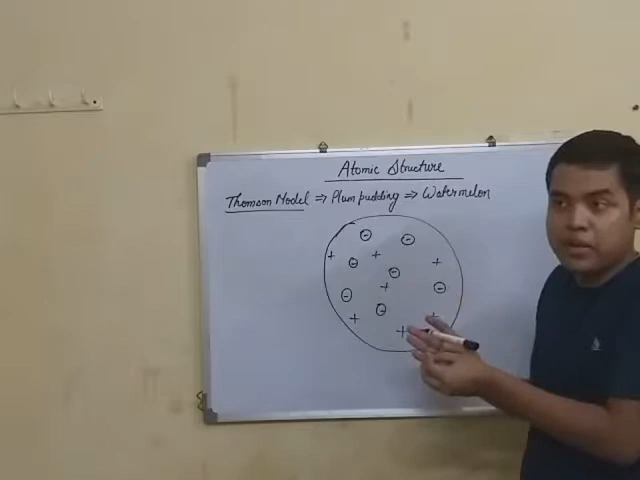 Atomic Structure
Thomson Model ⇒ Plum pudding ⇒ Watermelon